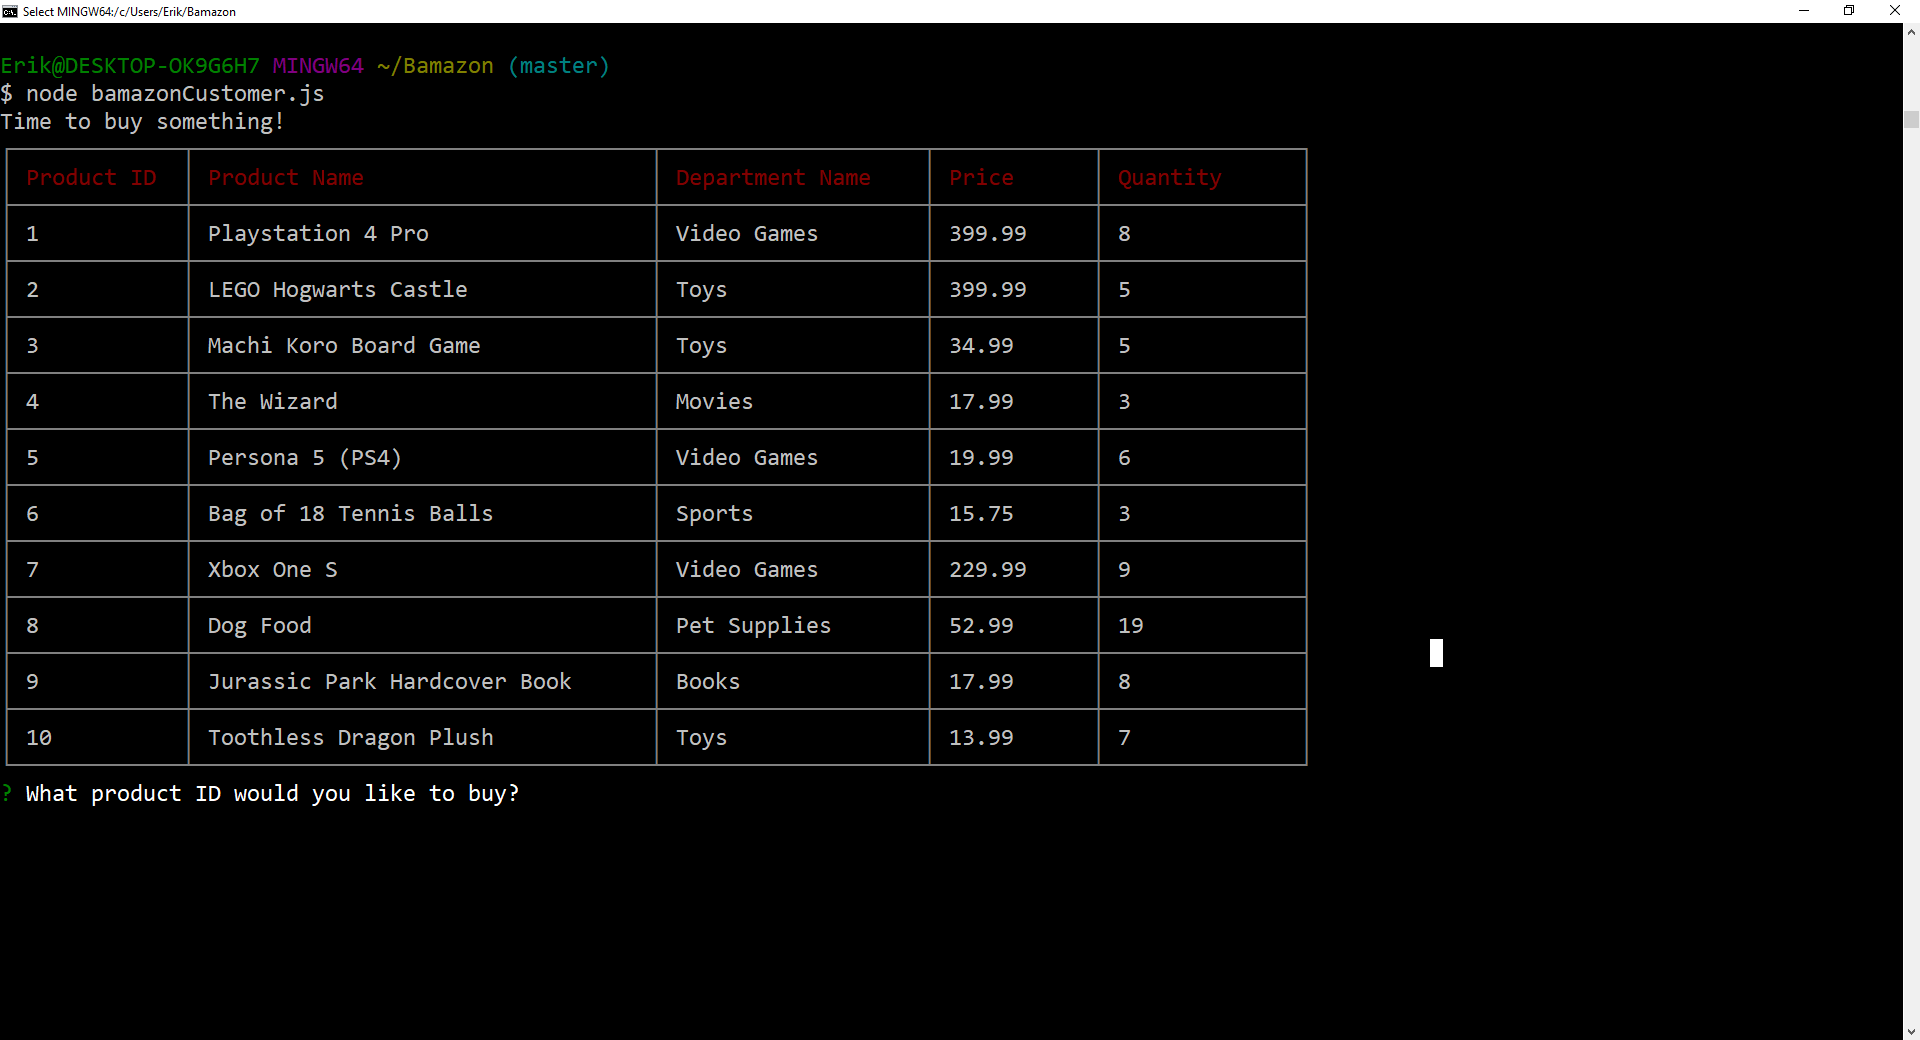 Select MINGW64:/c/Users/Erik/Bamazon
Erik@DESKTOP-OK9G6H7 MINGW64 ~/Bamazon (master)
$ node bamazonCustomer.js
Time to buy something!
Product ID Product Name Department Name Price Quantity
1 Playstation 4 Pro Video Games 399.99 8
2 LEGO Hogwarts Castle Toys 399.99 5
3 Machi Koro Board Game Toys 34.99 5
4 The Wizard Movies 17.99 3
5 Persona 5 (PS4) Video Games 19.99 6
6 Bag of 18 Tennis Balls Sports 15.75 3
7 Xbox One S Video Games 229.99 9
8 Dog Food Pet Supplies 52.99 19
9 Jurassic Park Hardcover Book Books 17.99 8
10 Toothless Dragon Plush Toys 13.99 7
? What product ID would you like to buy?